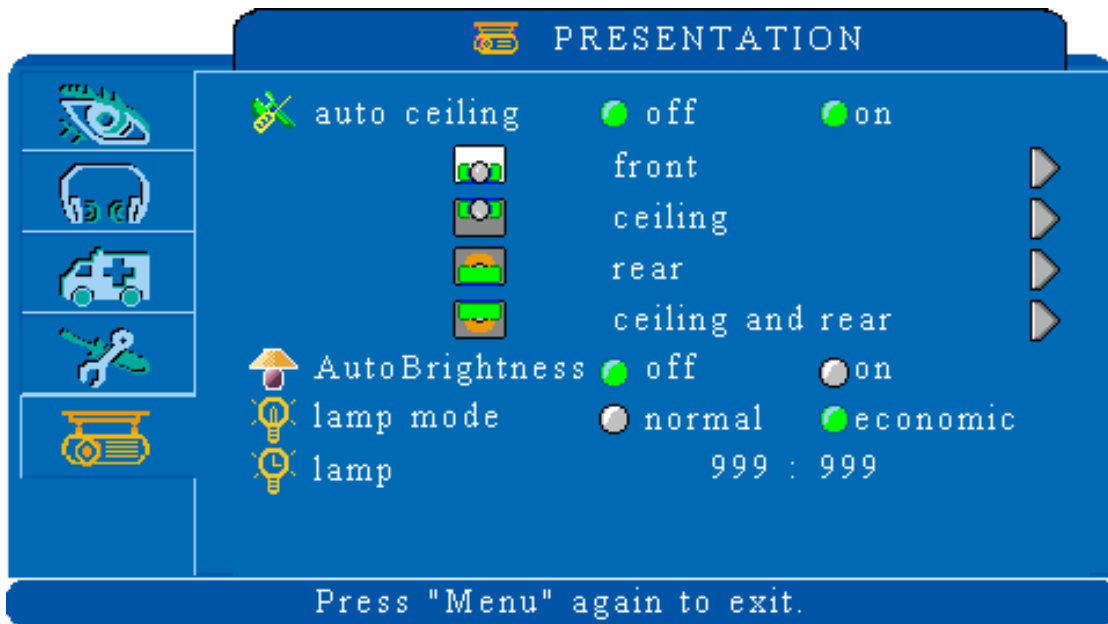 PRESENTATION
auto ceiling off on
front
ceiling
rear
ceiling and rear
AutoBrightness off on
lamp mode normal economic
lamp 999 : 999
Press "Menu" again to exit.